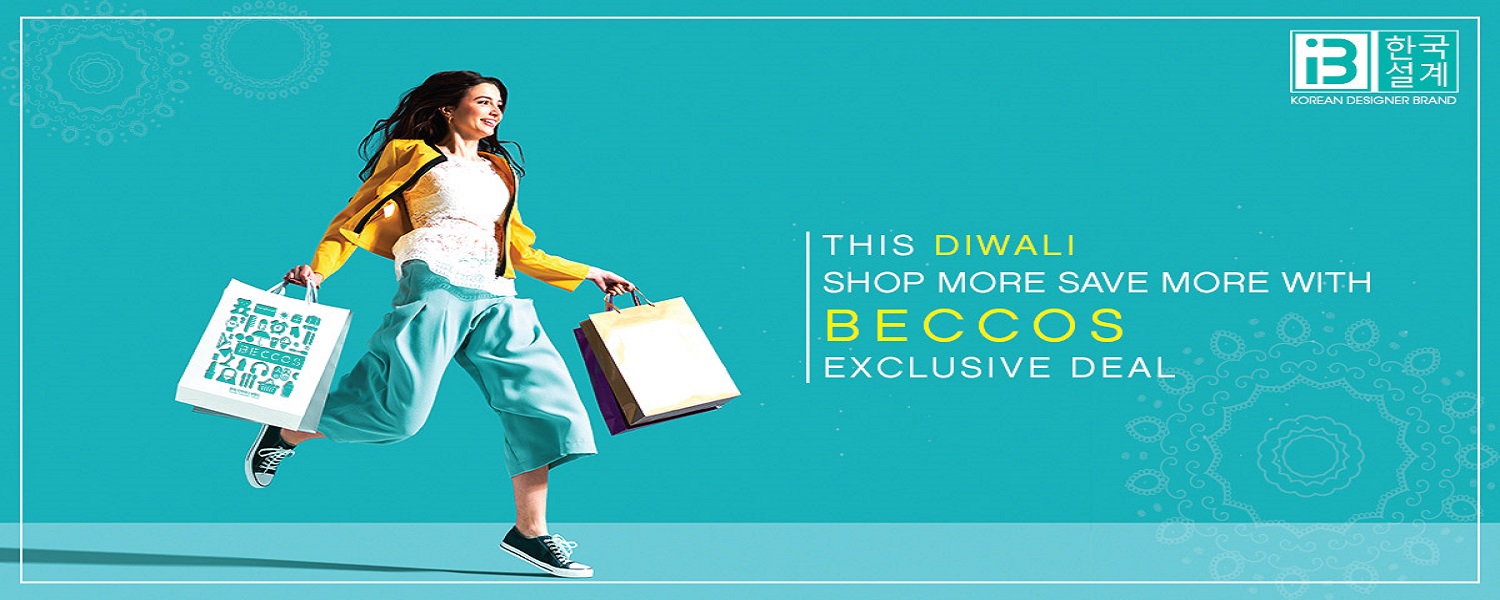 iB 한국
설계
KOREAN DESIGNER BRAND
THIS DIWALI
SHOP MORE SAVE MORE WITH
BECCOS
EXCLUSIVE DEAL
BECCOS